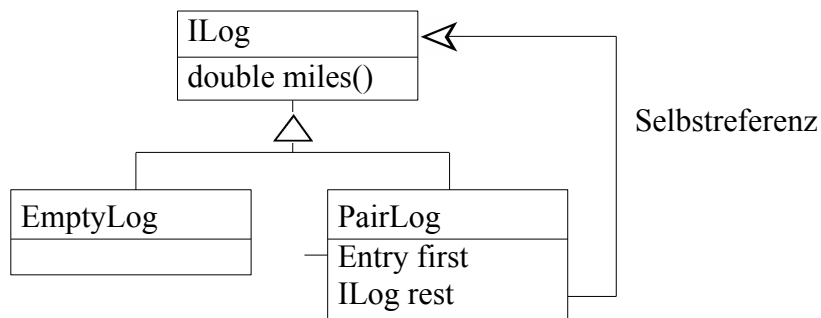 ILog
double miles()
Selbstreferenz
EmptyLog
PairLog
Entry first
ILog rest